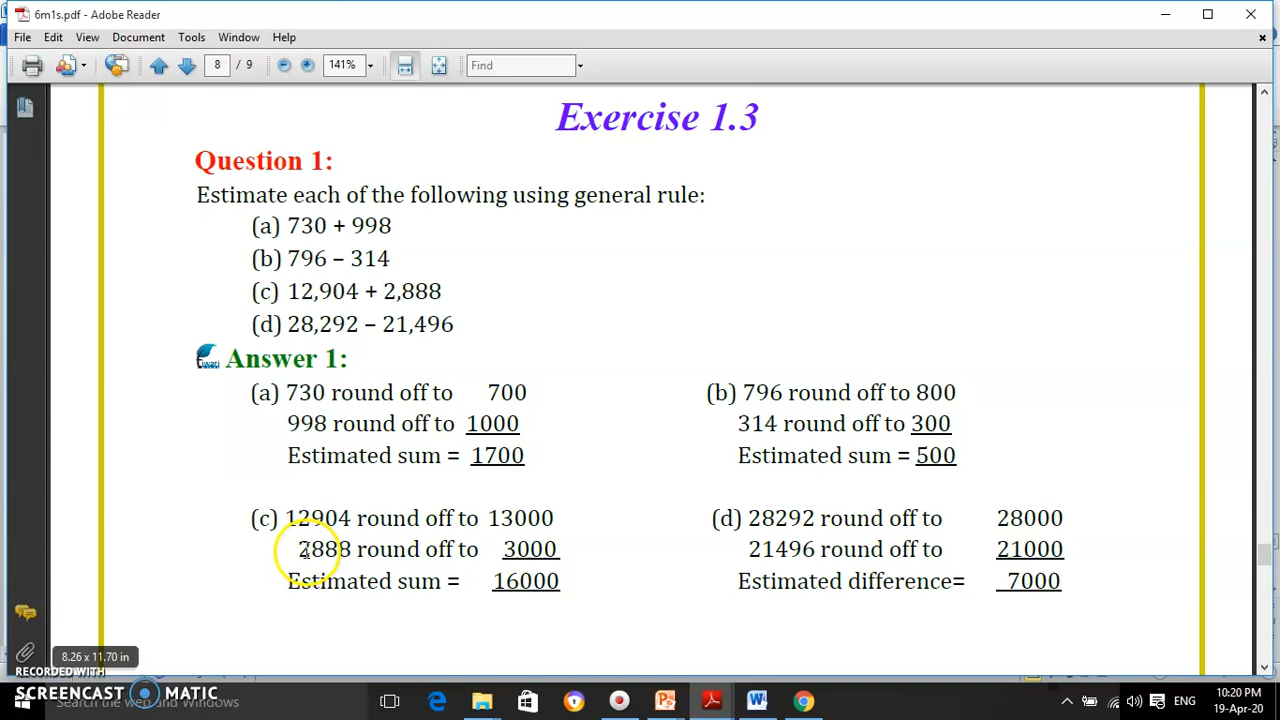 6m1s.pdf - Adobe Reader
File Edit View Document Tools Window Help
8 / 9 141% Find
Exercise 1.3
Question 1:
Estimate each of the following using general rule:
(a) 730 + 998
(b) 796 – 314
(c) 12,904 + 2,888
(d) 28,292 – 21,496
Answer 1:
(a) 730 round off to 700
998 round off to 1000
Estimated sum = 1700
(b) 796 round off to 800
314 round off to 300
Estimated sum = 500
(c) 12904 round off to 13000
2888 round off to 3000
Estimated sum = 16000
(d) 28292 round off to 28000
21496 round off to 21000
Estimated difference= 7000
8.26 x 11.70 in
RECORDED WITH
SCREENCAST MATIC
Search the web and Windows
ENG
10:20 PM
19-Apr-20